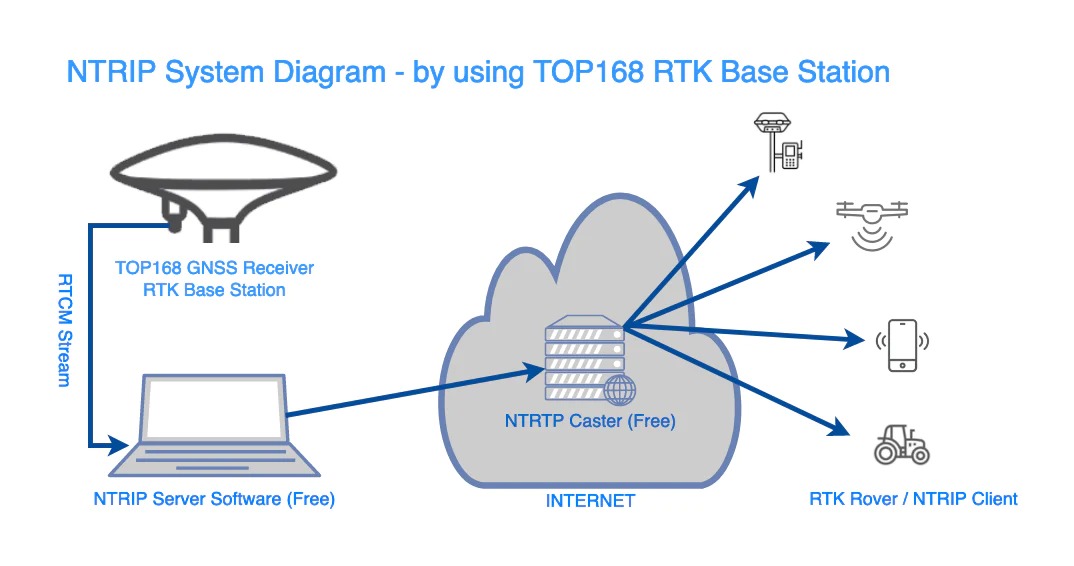 NTRIP System Diagram - by using TOP168 RTK Base Station
TOP168 GNSS Receiver
RTK Base Station
RTCM Stream
NTRIP Server Software (Free)
NTRTP Caster (Free)
INTERNET
RTK Rover / NTRIP Client